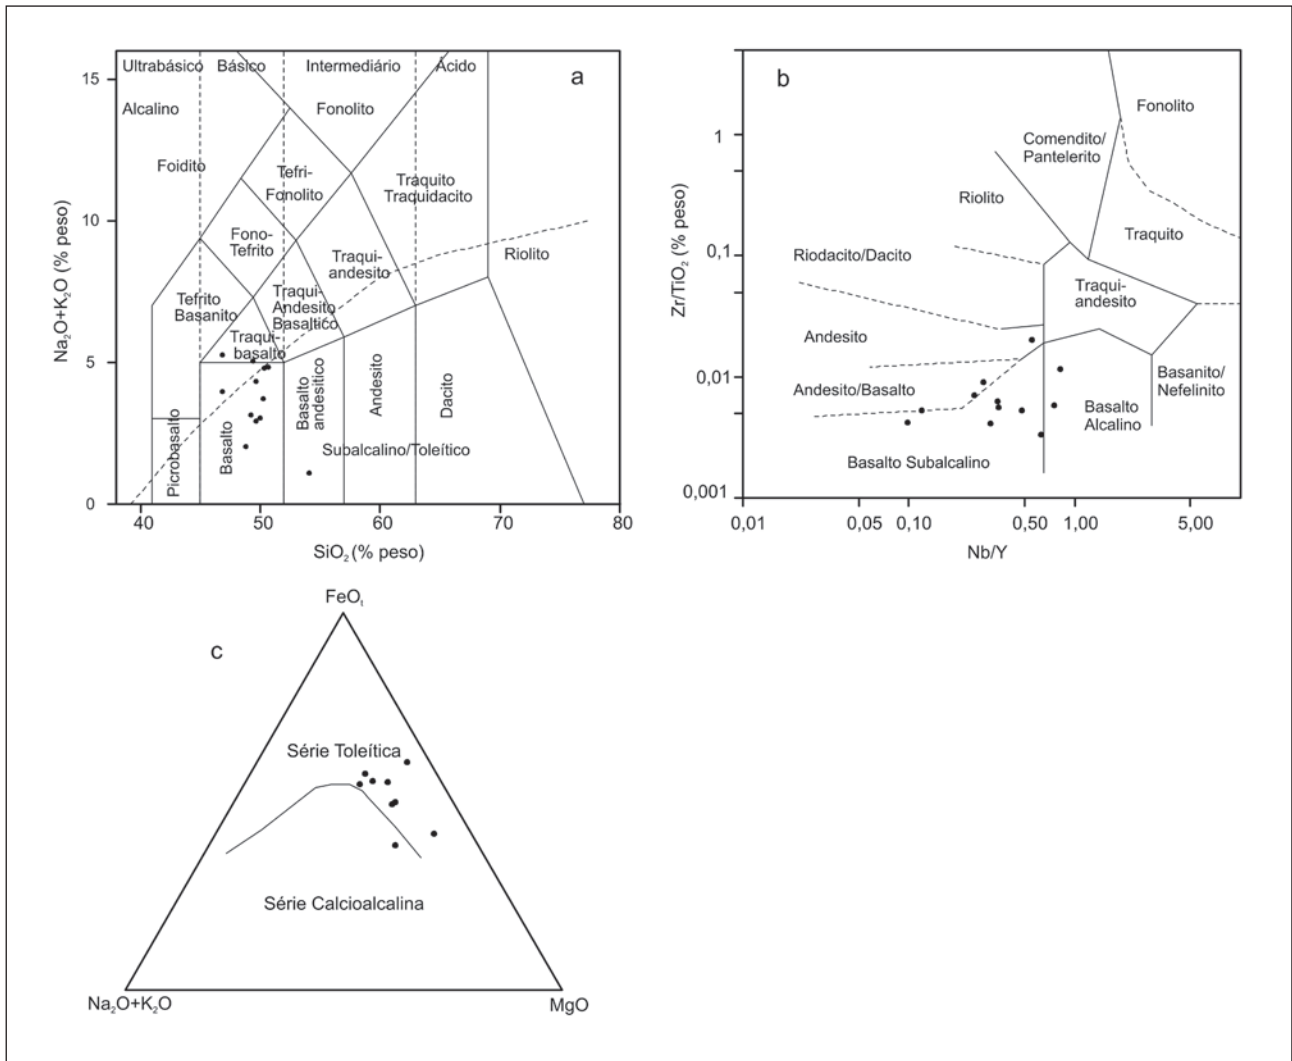 a
Ultrabásico
Básico
Intermediário
Ácido
Alcalino
Fonolito
Foidito
Tefri-
Fonolito
Traquito
Traquidacito
Fono-
Tefrito
Traqui-
andesito
Riolito
Tefrito
Basanito
Traqui-
Andesito
Basaltico
Traqui-
basalto
Picrobasalto
Basalto
Basalto
andesitico
Andesito
Dacito
Subalcalino/Toleítico
15
10
5
0
Na₂O+K₂O (% peso)
40
50
60
70
80
SiO₂ (% peso)
b
Fonolito
Comendito/
Pantelerito
Riolito
Traquito
Riodacito/Dacito
Traqui-
andesito
Andesito
Andesito/Basalto
Basanito/
Nefelinito
Basalto
Alcalino
Basalto Subalcalino
1
0,1
0,01
0,001
Zr/TiO₂ (% peso)
0,01
0,05
0,10
0,50
1,00
5,00
Nb/Y
c
FeOₜ
Série Toleítica
Série Calcioalcalina
Na₂O+K₂O
MgO